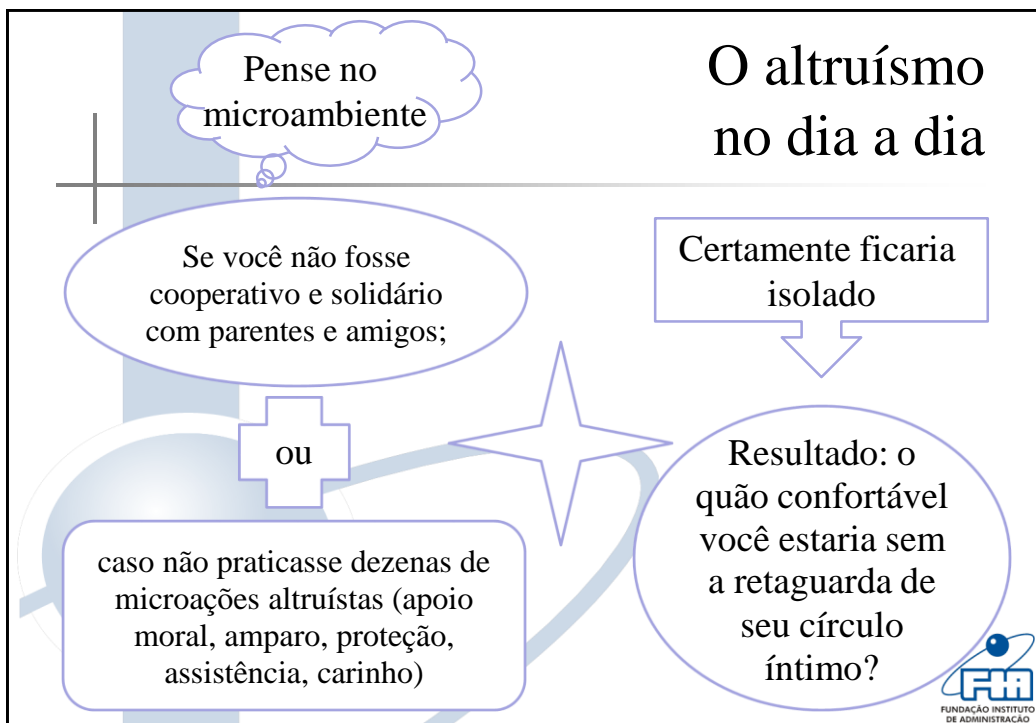 O altruísmo
no dia a dia
Pense no
microambiente
Se você não fosse
cooperativo e solidário
com parentes e amigos;
ou
caso não praticasse dezenas de
microações altruístas (apoio
moral, amparo, proteção,
assistência, carinho)
Certamente ficaria
isolado
Resultado: o
quão confortável
você estaria sem
a retaguarda de
seu círculo
íntimo?
FIA
FUNDAÇÃO INSTITUTO
DE ADMINISTRAÇÃO